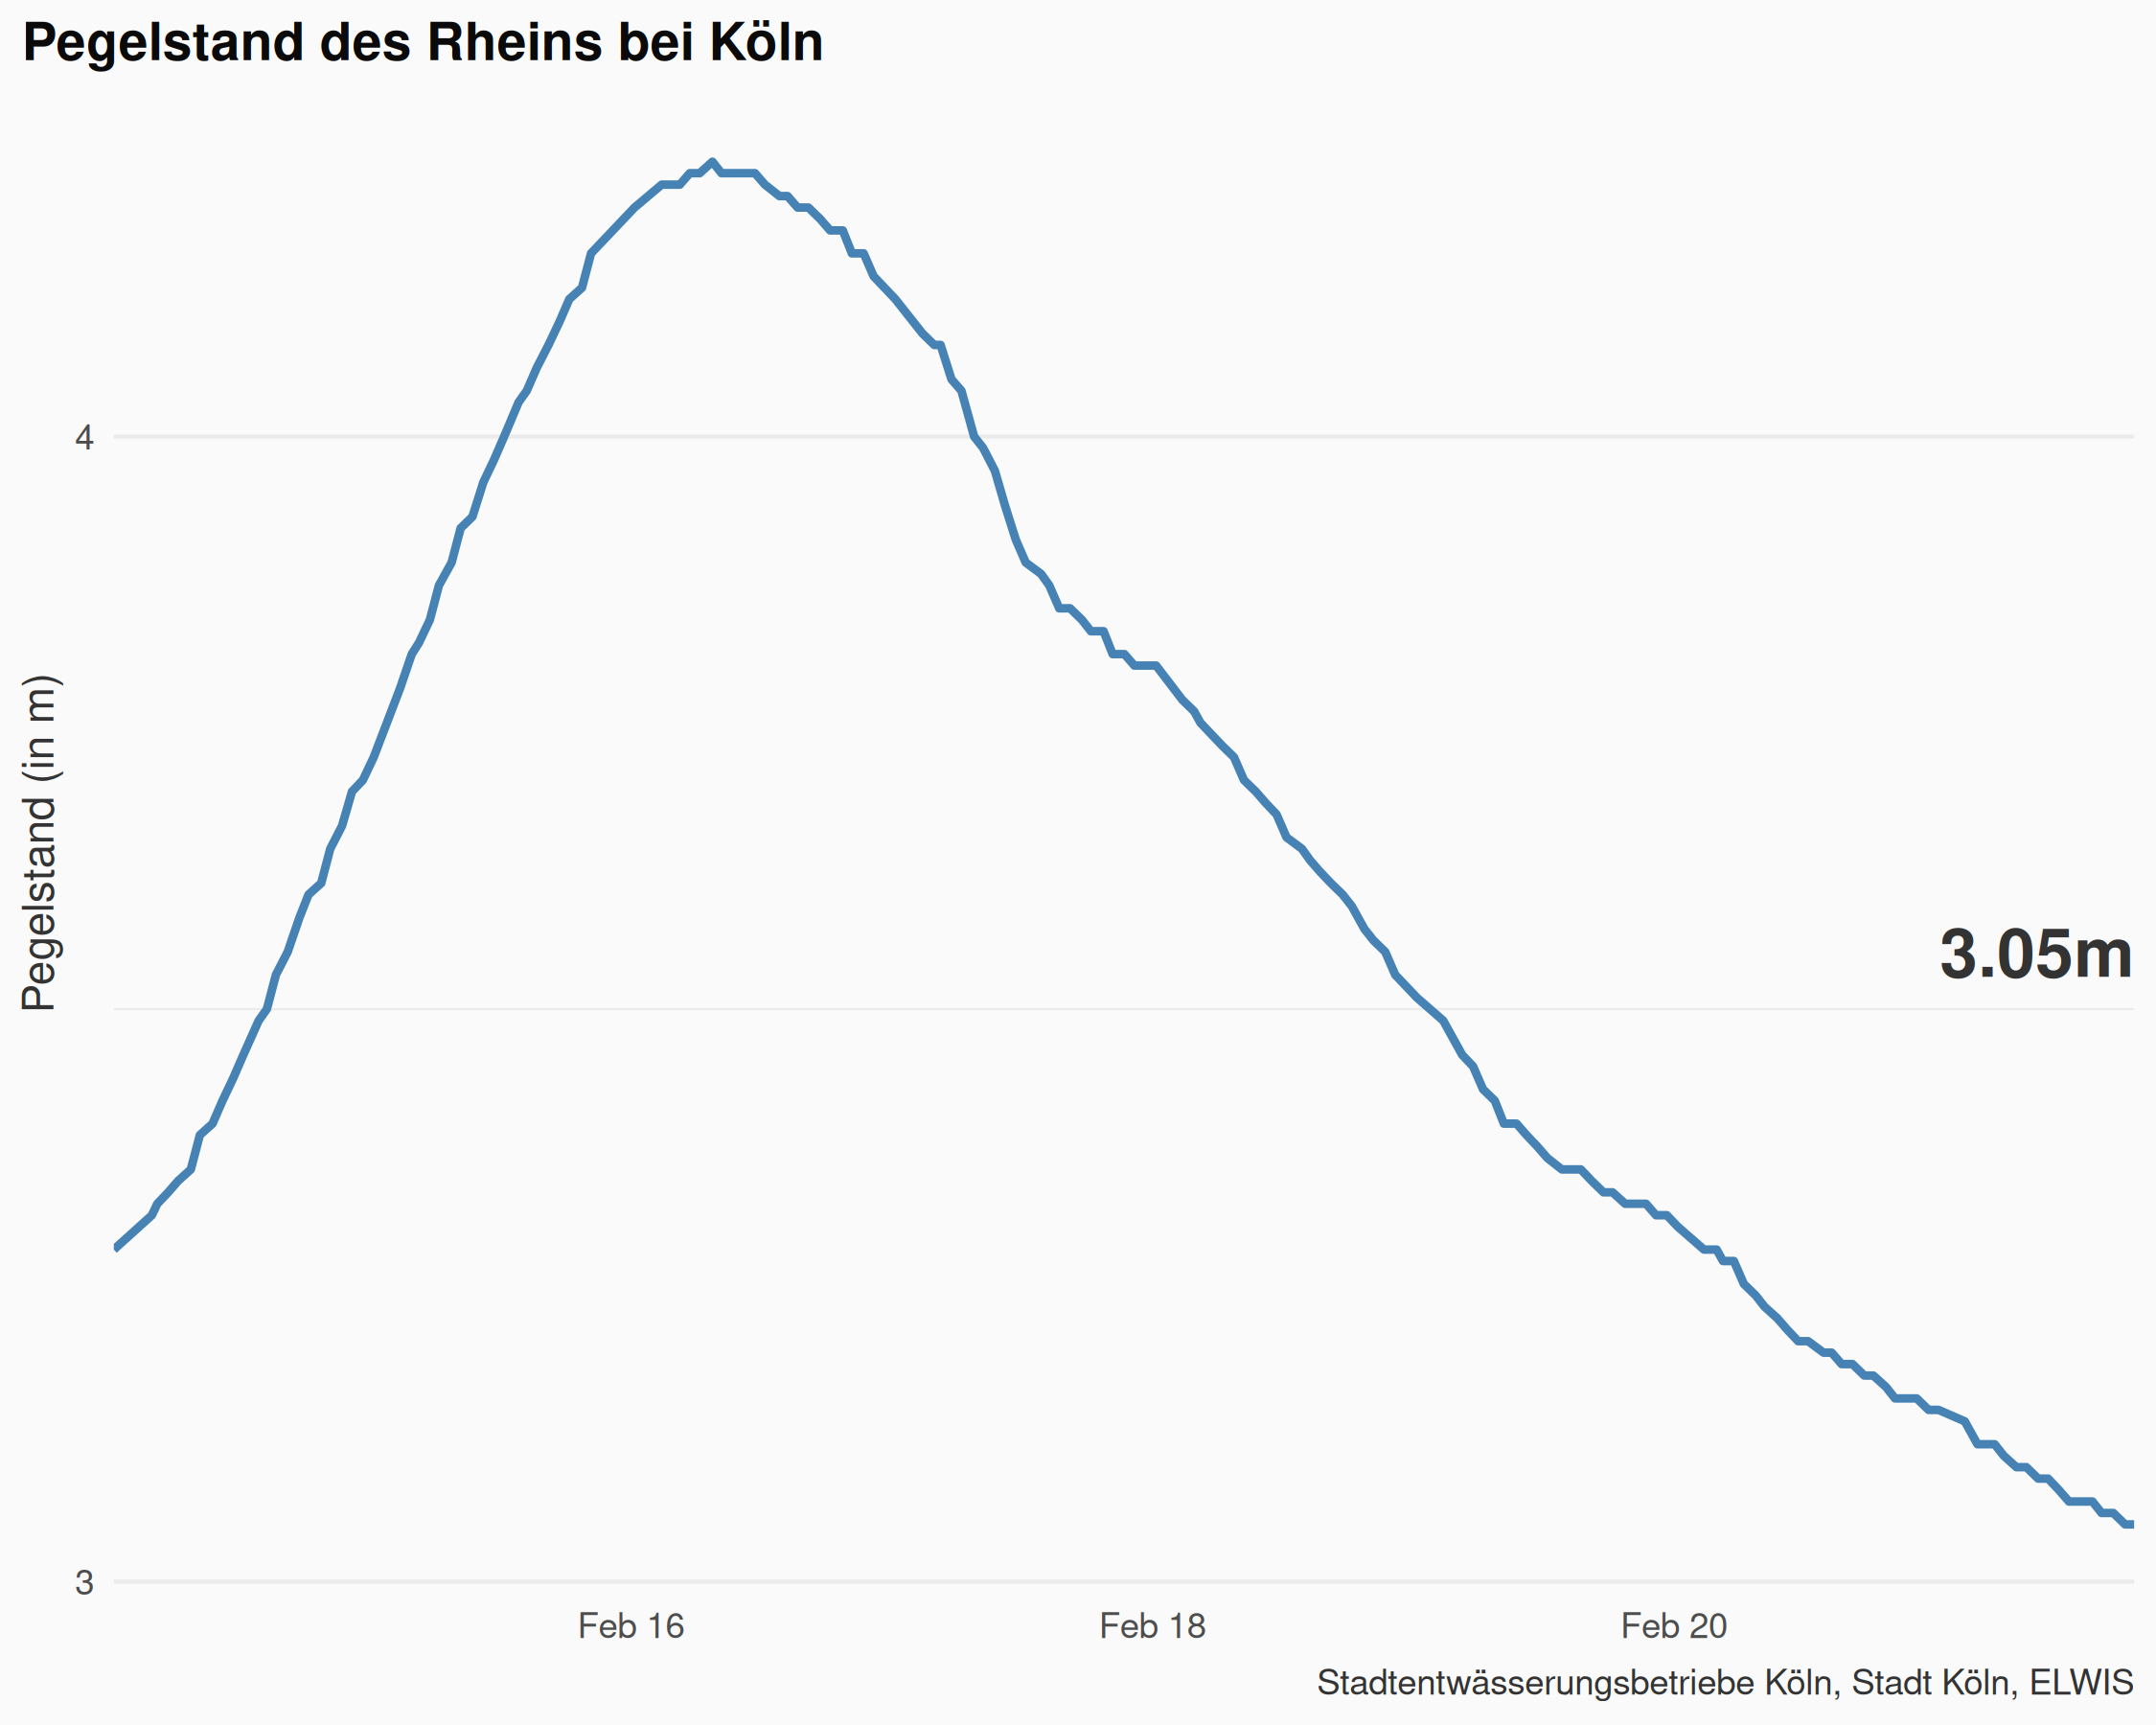 Pegelstand des Rheins bei Köln
Pegelstand (in m)
4
3.05m
3
Feb 16
Feb 18
Feb 20
Stadtentwässerungsbetriebe Köln, Stadt Köln, ELWIS